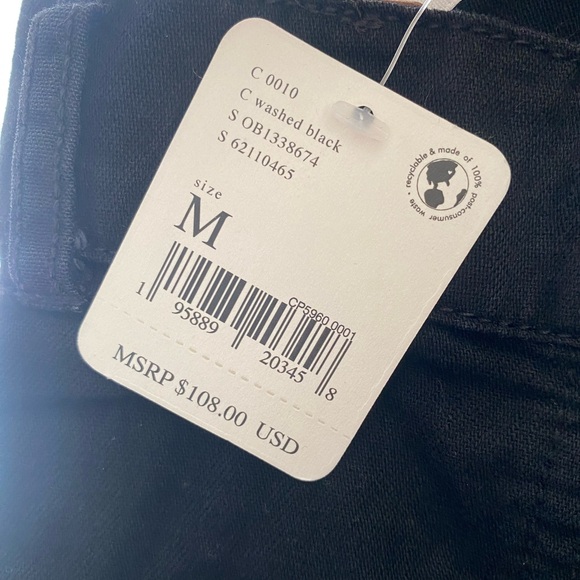 C 0010
C washed black
S OB1338674
S 62110465
recyclable & made of 100% post-consumer waste •
size
M
CP5960 0001
1 95889 20345 8
MSRP $108.00 USD